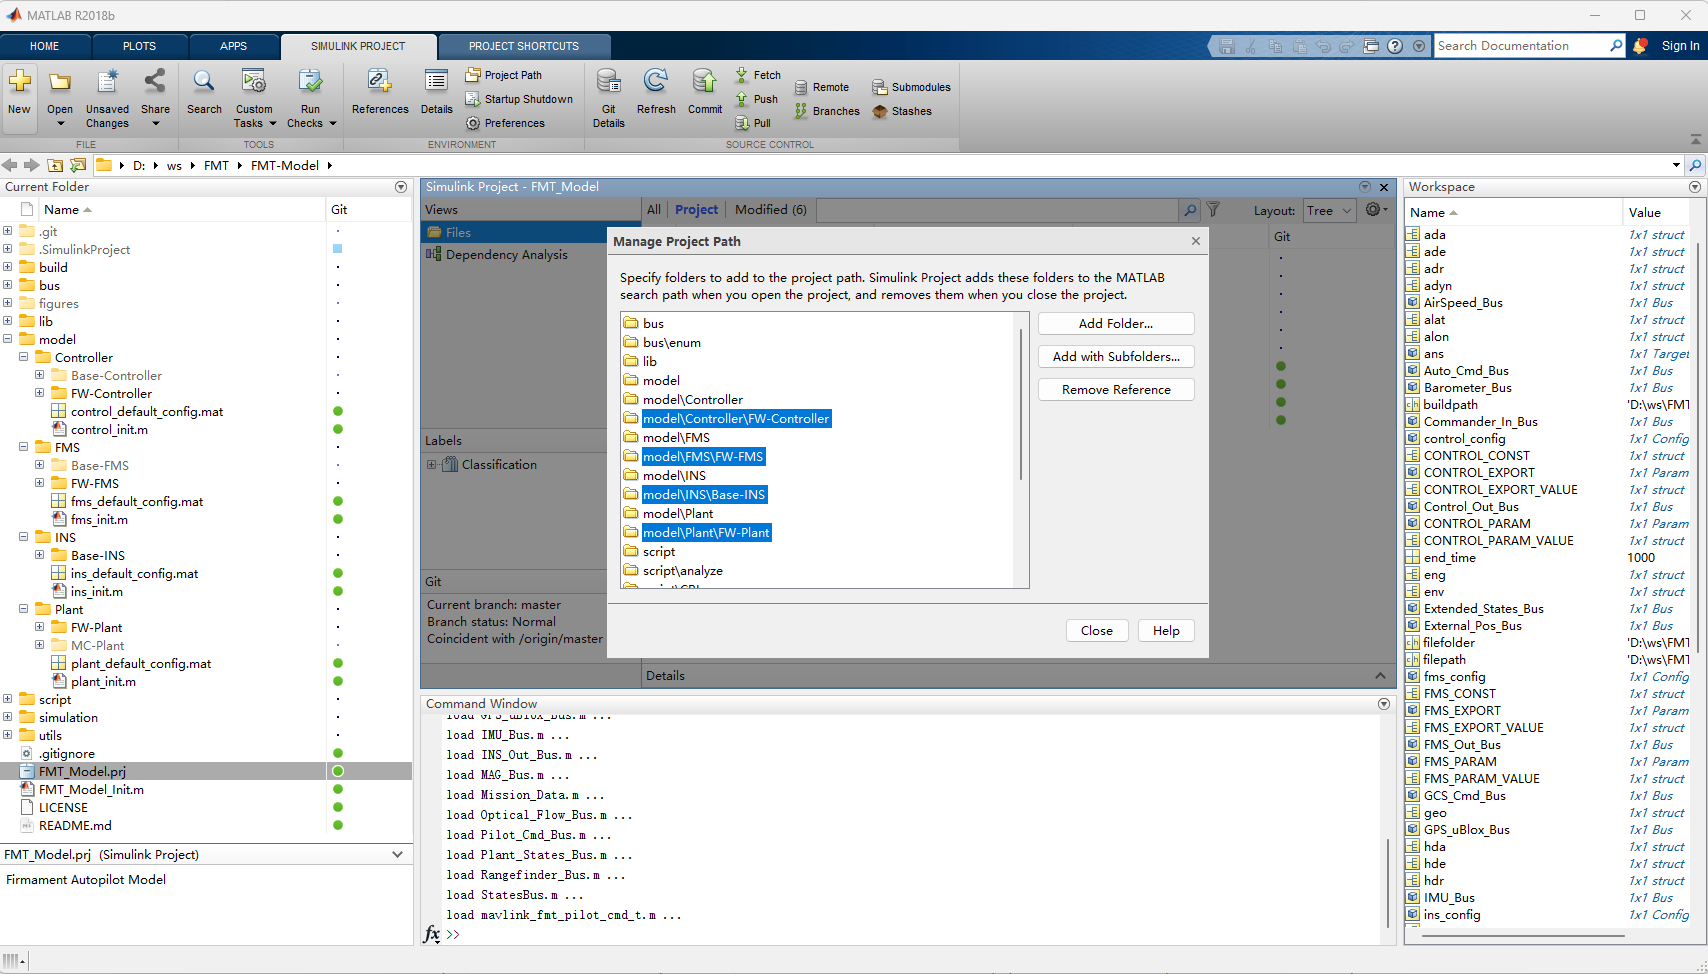 MATLAB R2018b
HOME
PLOTS
APPS
SIMULINK PROJECT
PROJECT SHORTCUTS
Search Documentation
Sign In
New
Open
Unsaved Changes
Share
FILE
Search
Custom Tasks
Run Checks
TOOLS
References
Details
Project Path
Startup Shutdown
Preferences
ENVIRONMENT
Git Details
Refresh
Commit
Fetch
Push
Pull
Remote
Branches
Submodules
Stashes
SOURCE CONTROL
D: ws FMT FMT-Model
Current Folder
Name Git
.git
.SimulinkProject
build
bus
figures
lib
model
Controller
Base-Controller
FW-Controller
control_default_config.mat
control_init.m
FMS
Base-FMS
FW-FMS
fms_default_config.mat
fms_init.m
INS
Base-INS
ins_default_config.mat
ins_init.m
Plant
FW-Plant
MC-Plant
plant_default_config.mat
plant_init.m
script
simulation
utils
.gitignore
FMT_Model.prj
FMT_Model_Init.m
LICENSE
README.md
FMT_Model.prj (Simulink Project)
Firmament Autopilot Model
Simulink Project - FMT_Model
Views
All Project Modified (6)
Layout: Tree
Files
Dependency Analysis
Git
Labels
Classification
Git
Current branch: master
Branch status: Normal
Coincident with /origin/master
Details
Manage Project Path
Specify folders to add to the project path. Simulink Project adds these folders to the MATLAB
search path when you open the project, and removes them when you close the project.
bus
bus\enum
lib
model
model\Controller
model\Controller\FW-Controller
model\FMS
model\FMS\FW-FMS
model\INS
model\INS\Base-INS
model\Plant
model\Plant\FW-Plant
script
script\analyze
Add Folder...
Add with Subfolders...
Remove Reference
Close
Help
Command Window
load GPS_uBlox_Bus.m ...
load IMU_Bus.m ...
load INS_Out_Bus.m ...
load MAG_Bus.m ...
load Mission_Data.m ...
load Optical_Flow_Bus.m ...
load Pilot_Cmd_Bus.m ...
load Plant_States_Bus.m ...
load Rangefinder_Bus.m ...
load StatesBus.m ...
load mavlink_fmt_pilot_cmd_t.m ...
fx >>
Workspace
Name Value
ada 1x1 struct
ade 1x1 struct
adr 1x1 struct
adyn 1x1 struct
AirSpeed_Bus 1x1 Bus
alat 1x1 struct
alon 1x1 struct
ans 1x1 Target
Auto_Cmd_Bus 1x1 Bus
Barometer_Bus 1x1 Bus
buildpath 'D:\ws\FMT
Commander_In_Bus 1x1 Bus
control_config 1x1 Config
CONTROL_CONST 1x1 struct
CONTROL_EXPORT 1x1 Param
CONTROL_EXPORT_VALUE 1x1 struct
Control_Out_Bus 1x1 Bus
CONTROL_PARAM 1x1 Param
CONTROL_PARAM_VALUE 1x1 struct
end_time 1000
eng 1x1 struct
env 1x1 struct
Extended_States_Bus 1x1 Bus
External_Pos_Bus 1x1 Bus
filefolder 'D:\ws\FMT
filepath 'D:\ws\FMT
fms_config 1x1 Config
FMS_CONST 1x1 struct
FMS_EXPORT 1x1 Param
FMS_EXPORT_VALUE 1x1 struct
FMS_Out_Bus 1x1 Bus
FMS_PARAM 1x1 Param
FMS_PARAM_VALUE 1x1 struct
GCS_Cmd_Bus 1x1 Bus
geo 1x1 struct
GPS_uBlox_Bus 1x1 Bus
hda 1x1 struct
hde 1x1 struct
hdr 1x1 struct
IMU_Bus 1x1 Bus
ins_config 1x1 Config